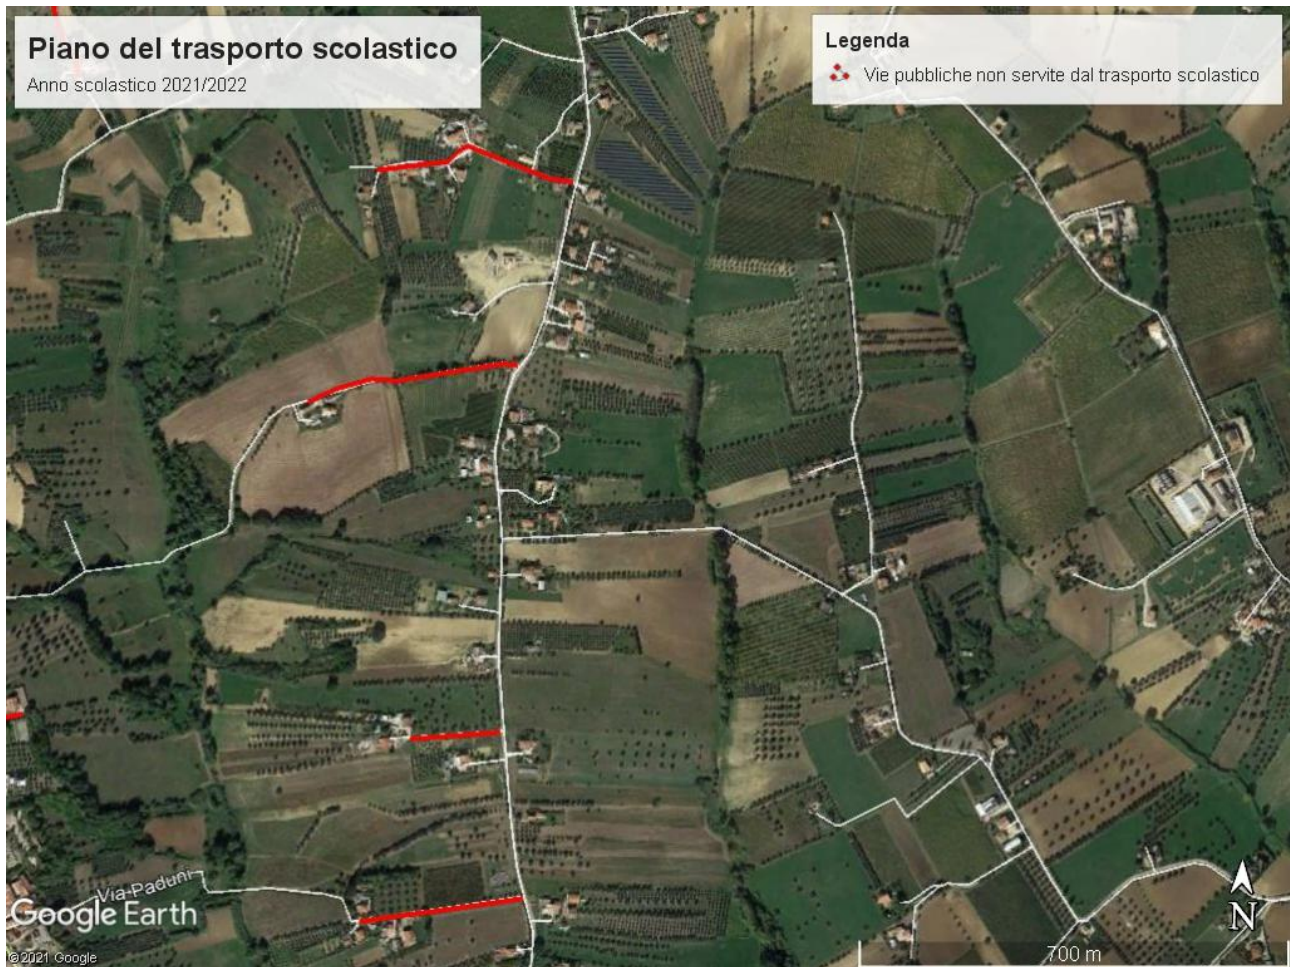 Piano del trasporto scolastico
Anno scolastico 2021/2022
Legenda
Vie pubbliche non servite dal trasporto scolastico
Via Paduni
Google Earth
©2021 Google
N
700 m